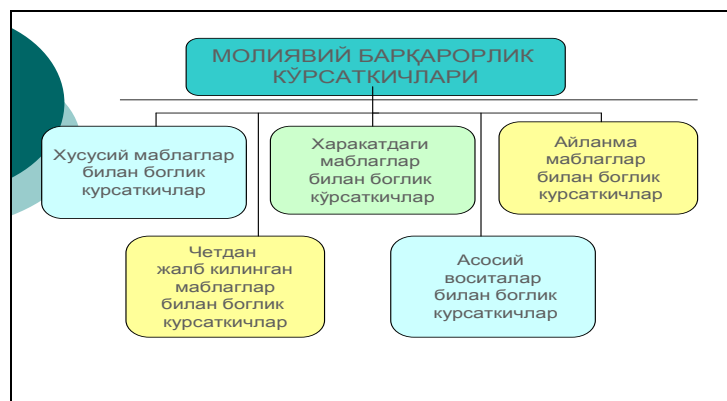 МОЛИЯВИЙ БАРҚАРОРЛИК
КЎРСАТКИЧЛАРИ
Хусусий маблаглар
билан боглик
курсаткичлар
Харакатдаги
маблаглар
билан боглик
кўрсаткичлар
Айланма
маблаглар
билан боглик
курсаткичлар
Четдан
жалб килинган
маблаглар
билан боглик
курсаткичлар
Асосий
воситалар
билан боглик
курсаткичлар